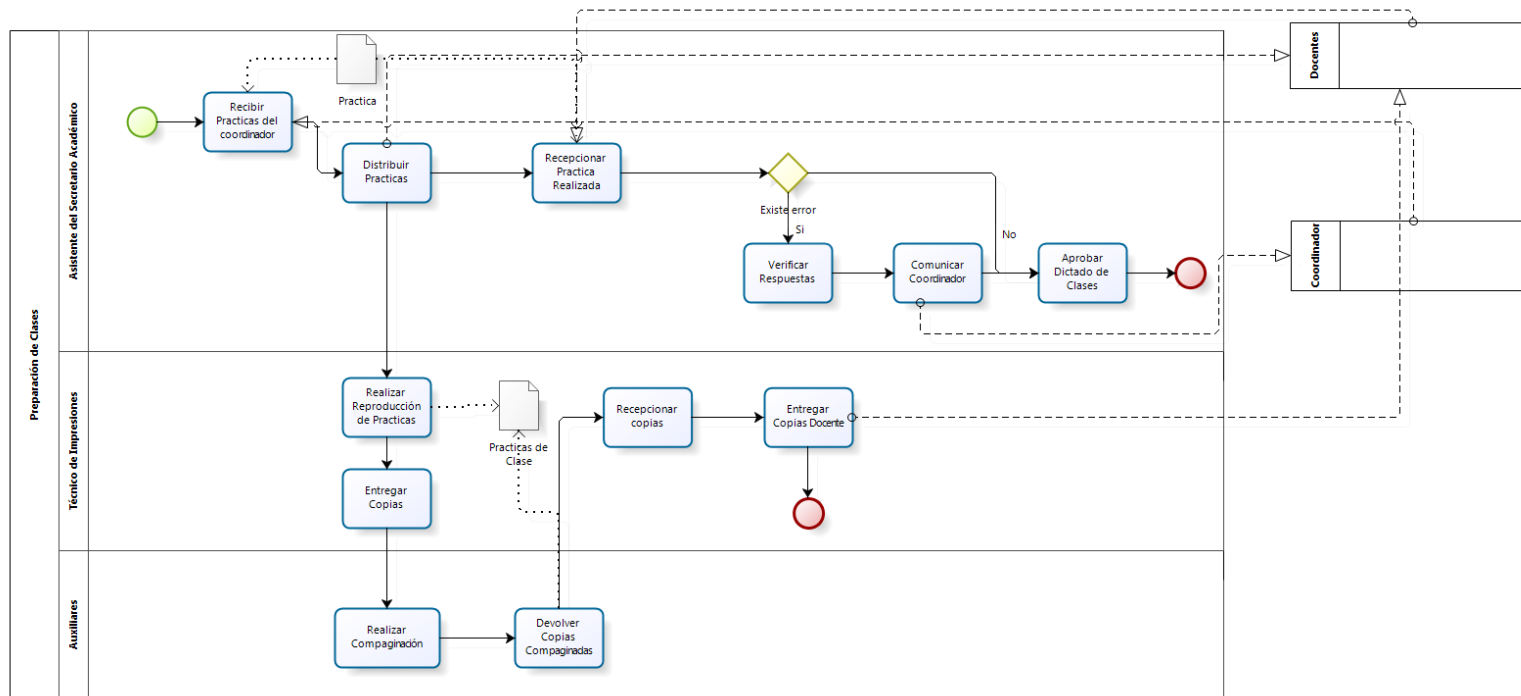 Preparación de Clases
Asistente del Secretario Académico
Recibir
Practicas del
coordinador
Practica
Distribuir
Practicas
Recepcionar
Practica
Realizada
Existe error
Si
No
Verificar
Respuestas
Comunicar
Coordinador
Aprobar
Dictado de
Clases
Docentes
Coordinador
Técnico de Impresiones
Realizar
Reproducción
de Practicas
Practicas de
Clase
Recepcionar
copias
Entregar
Copias Docente
Entregar
Copias
Auxiliares
Realizar
Compaginación
Devolver
Copias
Compaginadas